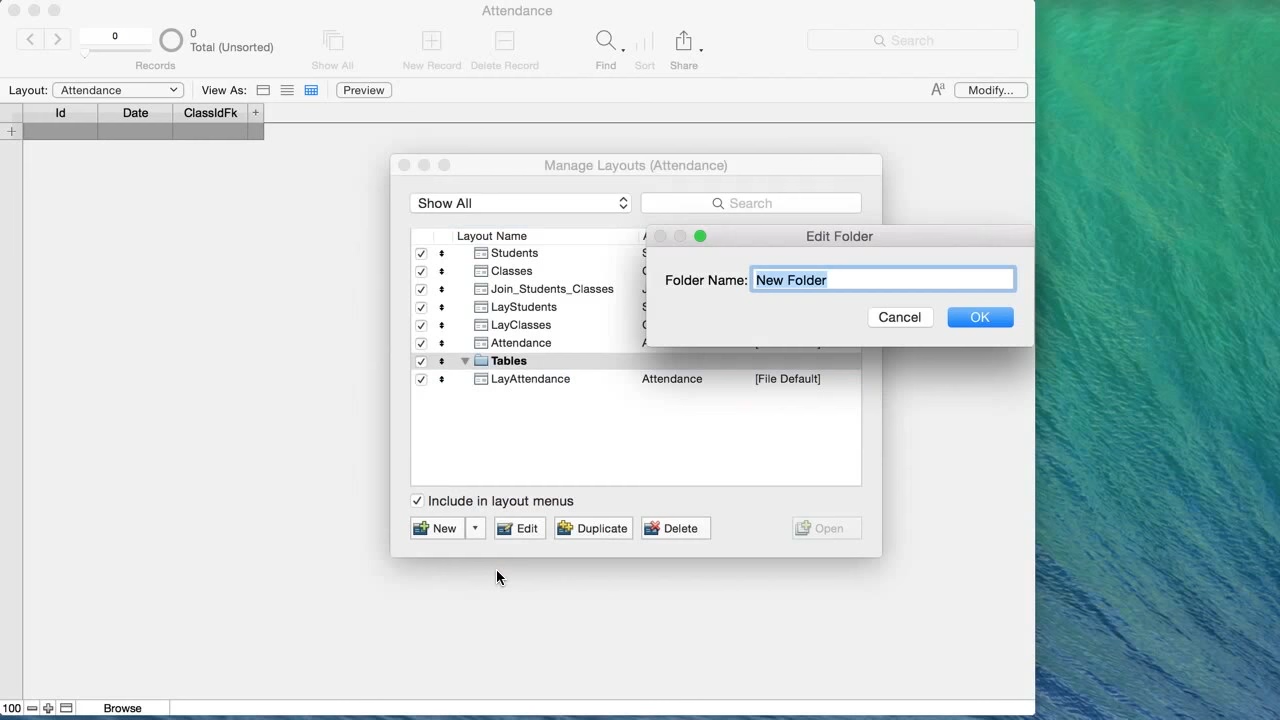 Attendance
0
0
Total (Unsorted)
Search
Records
Show All
New Record
Delete Record
Find
Sort
Share
Layout:
Attendance
View As:
Preview
Aa
Modify...
Id
Date
ClassIdFk
+
+
Manage Layouts (Attendance)
Show All
Search
Layout Name
A
Students
S
Classes
C
Join_Students_Classes
J
LayStudents
S
LayClasses
Attendance
Tables
LayAttendance
Attendance
[File Default]
Edit Folder
Folder Name:
New Folder
Cancel
OK
Include in layout menus
New
Edit
Duplicate
Delete
Open
100
Browse